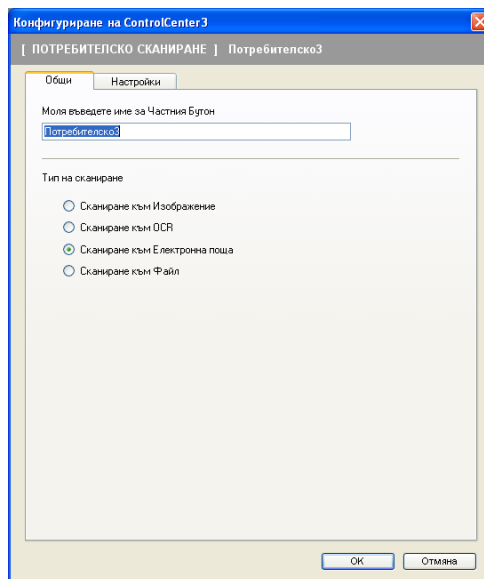 Конфигуриране на ControlCenter3
[ ПОТРЕБИТЕЛСКО СКАНИРАНЕ ] Потребителско3
Общи Настройки
Моля въведете име за Частния Бутон
Потребителско3
Тип на сканиране
Сканиране към Изображение
Сканиране към OCR
Сканиране към Електронна поща
Сканиране към Файл
OK Отмяна